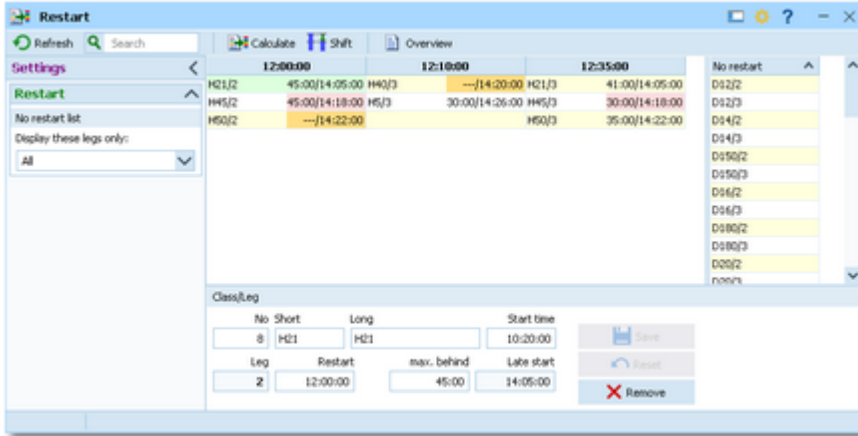 Restart
Refresh Search Calculate Shift Overview
Settings
Restart
No restart list
Display these legs only:
All
12:00:00 12:10:00 12:35:00
H21/2 45:00/14:05:00 H40/3 ---/14:20:00 H21/3 41:00/14:05:00
H45/2 45:00/14:18:00 H5/3 30:00/14:26:00 H45/3 30:00/14:18:00
H50/2 ---/14:22:00 H50/3 35:00/14:22:00
No restart
D12/2
D12/3
D14/2
D14/3
D150/2
D150/3
D16/2
D16/3
D180/2
D180/3
D20/2
D20/3
Class/Leg
No Short Long Start time
8 H21 H21 10:20:00
Save
Leg Restart max. behind Late start
Reset
2 12:00:00 45:00 14:05:00
Remove